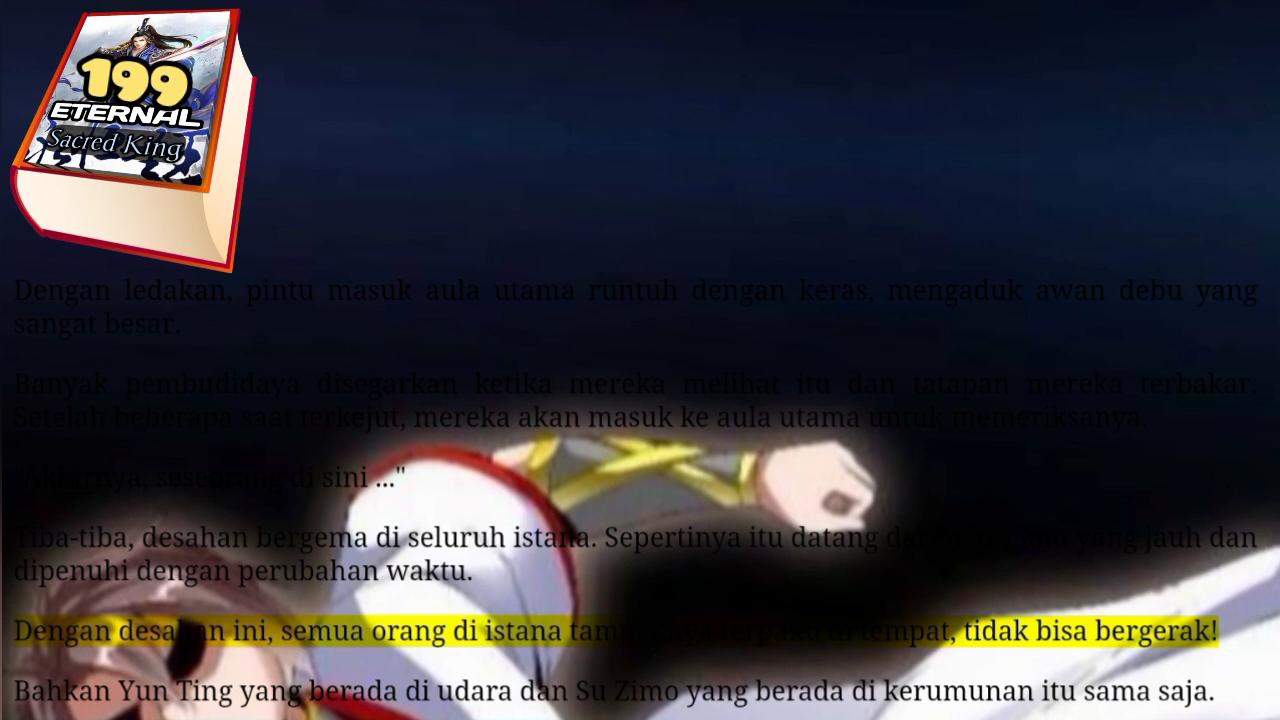 199
ETERNAL
Sacred King
Dengan ledakan, pintu masuk aula utama runtuh dengan keras, mengaduk awan debu yang
sangat besar.
Banyak pembudidaya disegarkan ketika mereka melihat itu dan tatapan mereka terbakar.
Setelah beberapa saat terkejut, mereka akan masuk ke aula utama untuk memeriksanya.
"Akhirnya, seseorang di sini ..."
Tiba-tiba, desahan bergema di seluruh istana. Sepertinya itu datang dari yang jauh dan
dipenuhi dengan perubahan waktu.
Dengan desahan ini, semua orang di istana tampaknya terpaku di tempat, tidak bisa bergerak!
Bahkan Yun Ting yang berada di udara dan Su Zimo yang berada di kerumunan itu sama saja.